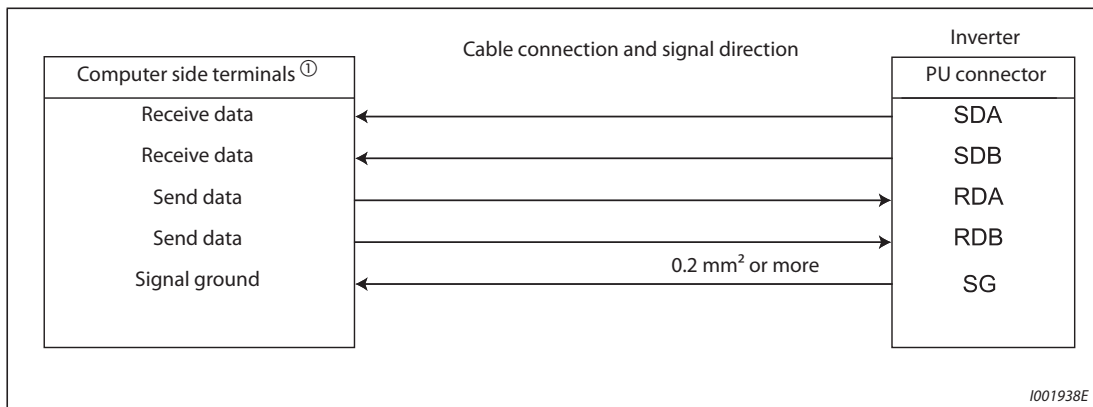 Cable connection and signal direction
Inverter
Computer side terminals ①
PU connector
Receive data
SDA
Receive data
SDB
Send data
RDA
Send data
RDB
0.2 mm² or more
Signal ground
SG
I001938E